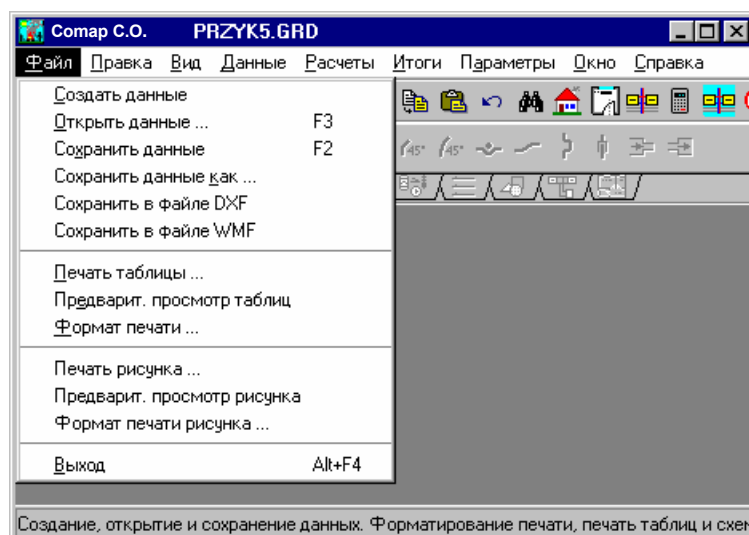 Comap C.O. PRZYK5.GRD
Файл Правка Вид Данные Расчеты Итоги Параметры Окно Справка
Создать данные
Открыть данные ... F3
Сохранить данные F2
Сохранить данные как ...
Сохранить в файле DXF
Сохранить в файле WMF
Печать таблицы ...
Предварит. просмотр таблиц
Формат печати ...
Печать рисунка ...
Предварит. просмотр рисунка
Формат печати рисунка ...
Выход Alt+F4
45° 45°
Создание, открытие и сохранение данных. Форматирование печати, печать таблиц и схем